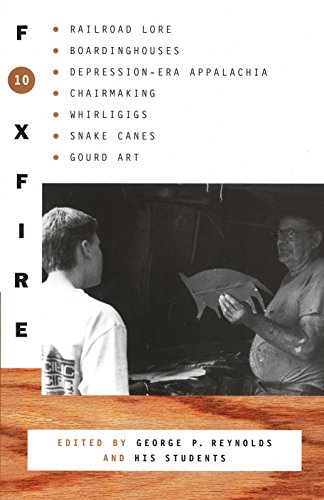 FOXFIRE
10
RAILROAD LORE
BOARDINGHOUSES
DEPRESSION-ERA APPALACHIA
CHAIRMAKING
WHIRLIGIGS
SNAKE CANES
GOURD ART
EDITED BY GEORGE P. REYNOLDS
AND HIS STUDENTS